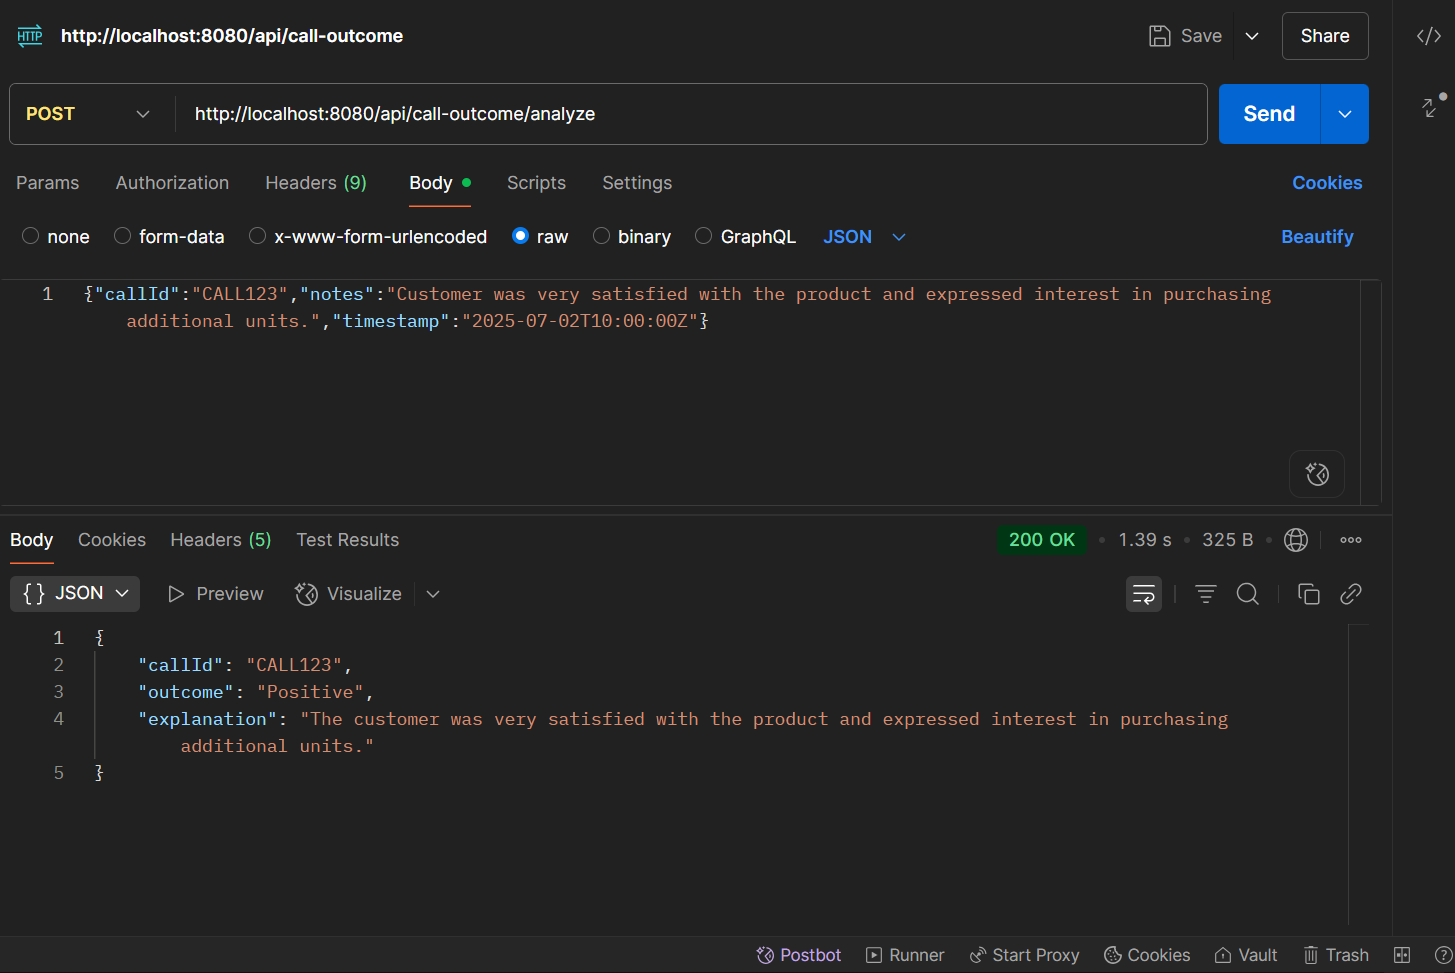 HTTP http://localhost:8080/api/call-outcome Save Share </>
POST http://localhost:8080/api/call-outcome/analyze Send
Params Authorization Headers (9) Body Scripts Settings Cookies
none form-data x-www-form-urlencoded raw binary GraphQL JSON Beautify
1 {"callId":"CALL123","notes":"Customer was very satisfied with the product and expressed interest in purchasing
additional units.","timestamp":"2025-07-02T10:00:00Z"}
Body Cookies Headers (5) Test Results 200 OK • 1.39 s • 325 B •
{} JSON Preview Visualize
1 {
2 "callId": "CALL123",
3 "outcome": "Positive",
4 "explanation": "The customer was very satisfied with the product and expressed interest in purchasing
additional units."
5 }
Postbot Runner Start Proxy Cookies Vault Trash